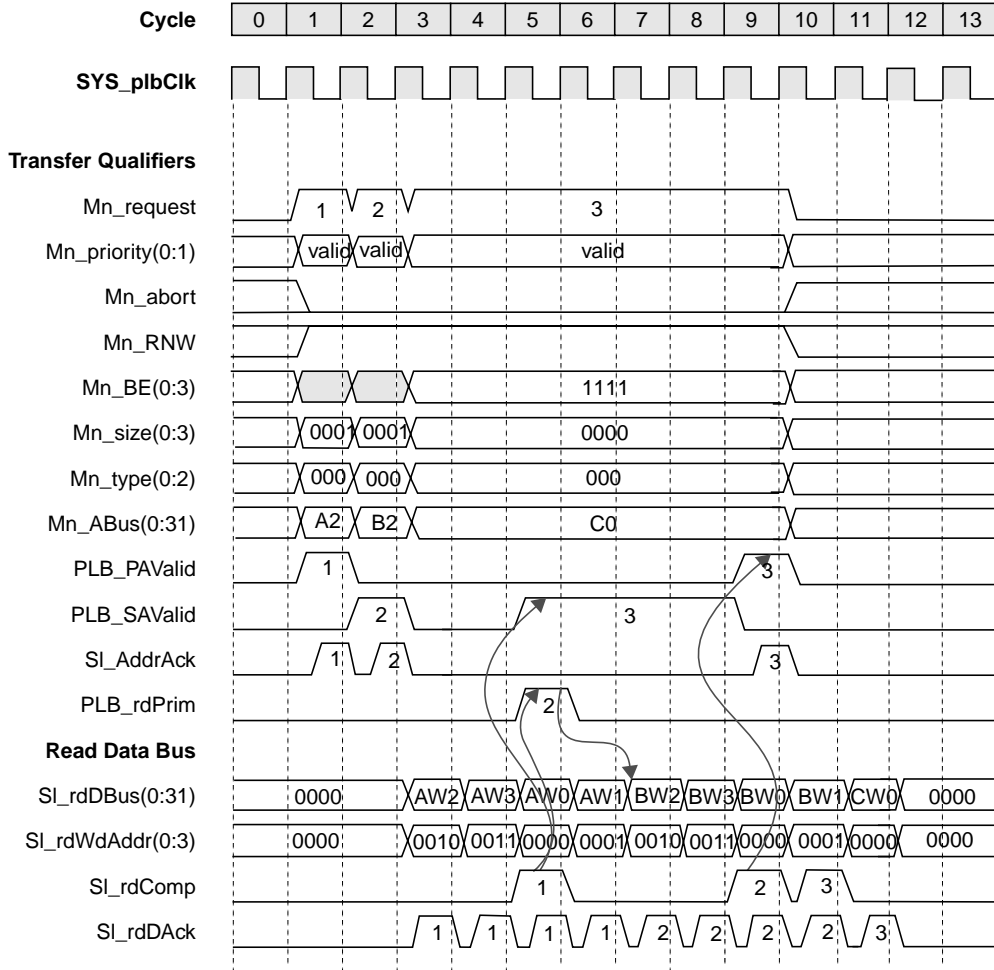 Cycle 0 1 2 3 4 5 6 7 8 9 10 11 12 13
SYS_plbClk
Transfer Qualifiers
Mn_request 1 2 3
Mn_priority(0:1) valid valid valid
Mn_abort
Mn_RNW
Mn_BE(0:3) 1111
Mn_size(0:3) 0001 0001 0000
Mn_type(0:2) 000 000 000
Mn_ABus(0:31) A2 B2 C0
PLB_PAValid 1 3
PLB_SAValid 2 3
Sl_AddrAck 1 2 3
PLB_rdPrim 2
Read Data Bus
Sl_rdDBus(0:31) 0000 AW2 AW3 AW0 AW1 BW2 BW3 BW0 BW1 CW0 0000
Sl_rdWdAddr(0:3) 0000 0010 0011 0000 0001 0010 0011 0000 0001 0000 0000
Sl_rdComp 1 2 3
Sl_rdDAck 1 1 1 1 2 2 2 2 3